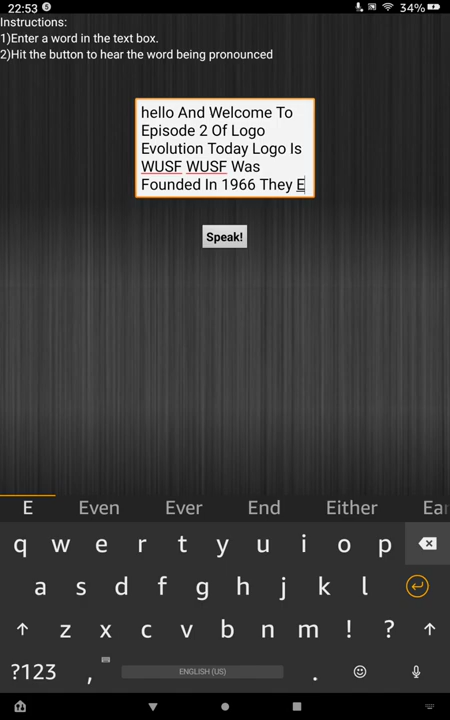 22:53 34%
Instructions:
1)Enter a word in the text box.
2)Hit the button to hear the word being pronounced
hello And Welcome To
Episode 2 Of Logo
Evolution Today Logo Is
WUSF WUSF Was
Founded In 1966 They E
Speak!
E Even Ever End Either Ear
q w e r t y u i o p
a s d f g h j k l
z x c v b n m ! ?
?123 , ENGLISH (US) .